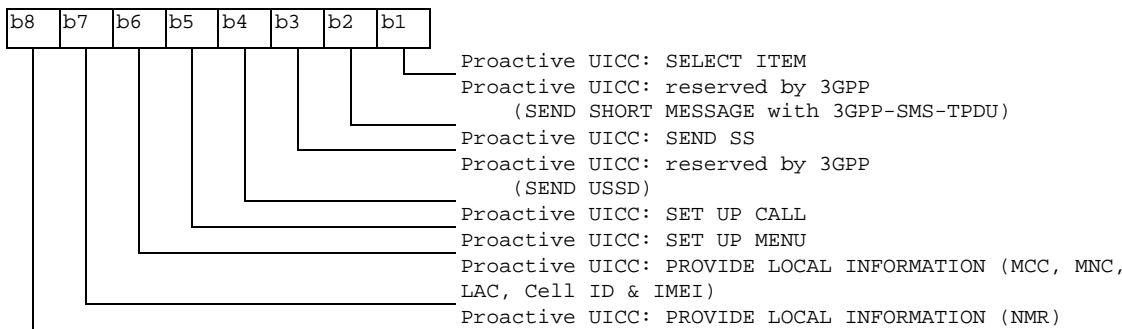 b8 b7 b6 b5 b4 b3 b2 b1
Proactive UICC: SELECT ITEM
Proactive UICC: reserved by 3GPP
(SEND SHORT MESSAGE with 3GPP-SMS-TPDU)
Proactive UICC: SEND SS
Proactive UICC: reserved by 3GPP
(SEND USSD)
Proactive UICC: SET UP CALL
Proactive UICC: SET UP MENU
Proactive UICC: PROVIDE LOCAL INFORMATION (MCC, MNC,
LAC, Cell ID & IMEI)
Proactive UICC: PROVIDE LOCAL INFORMATION (NMR)